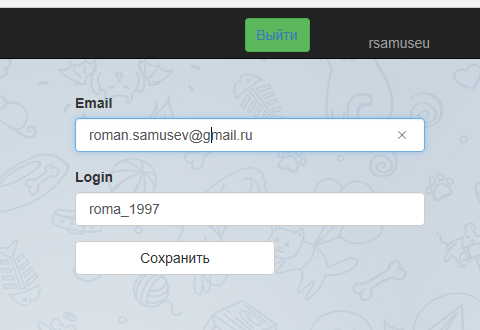 Выйти
rsamuseu
Email
roman.samusev@gmail.ru
Login
roma_1997
Сохранить